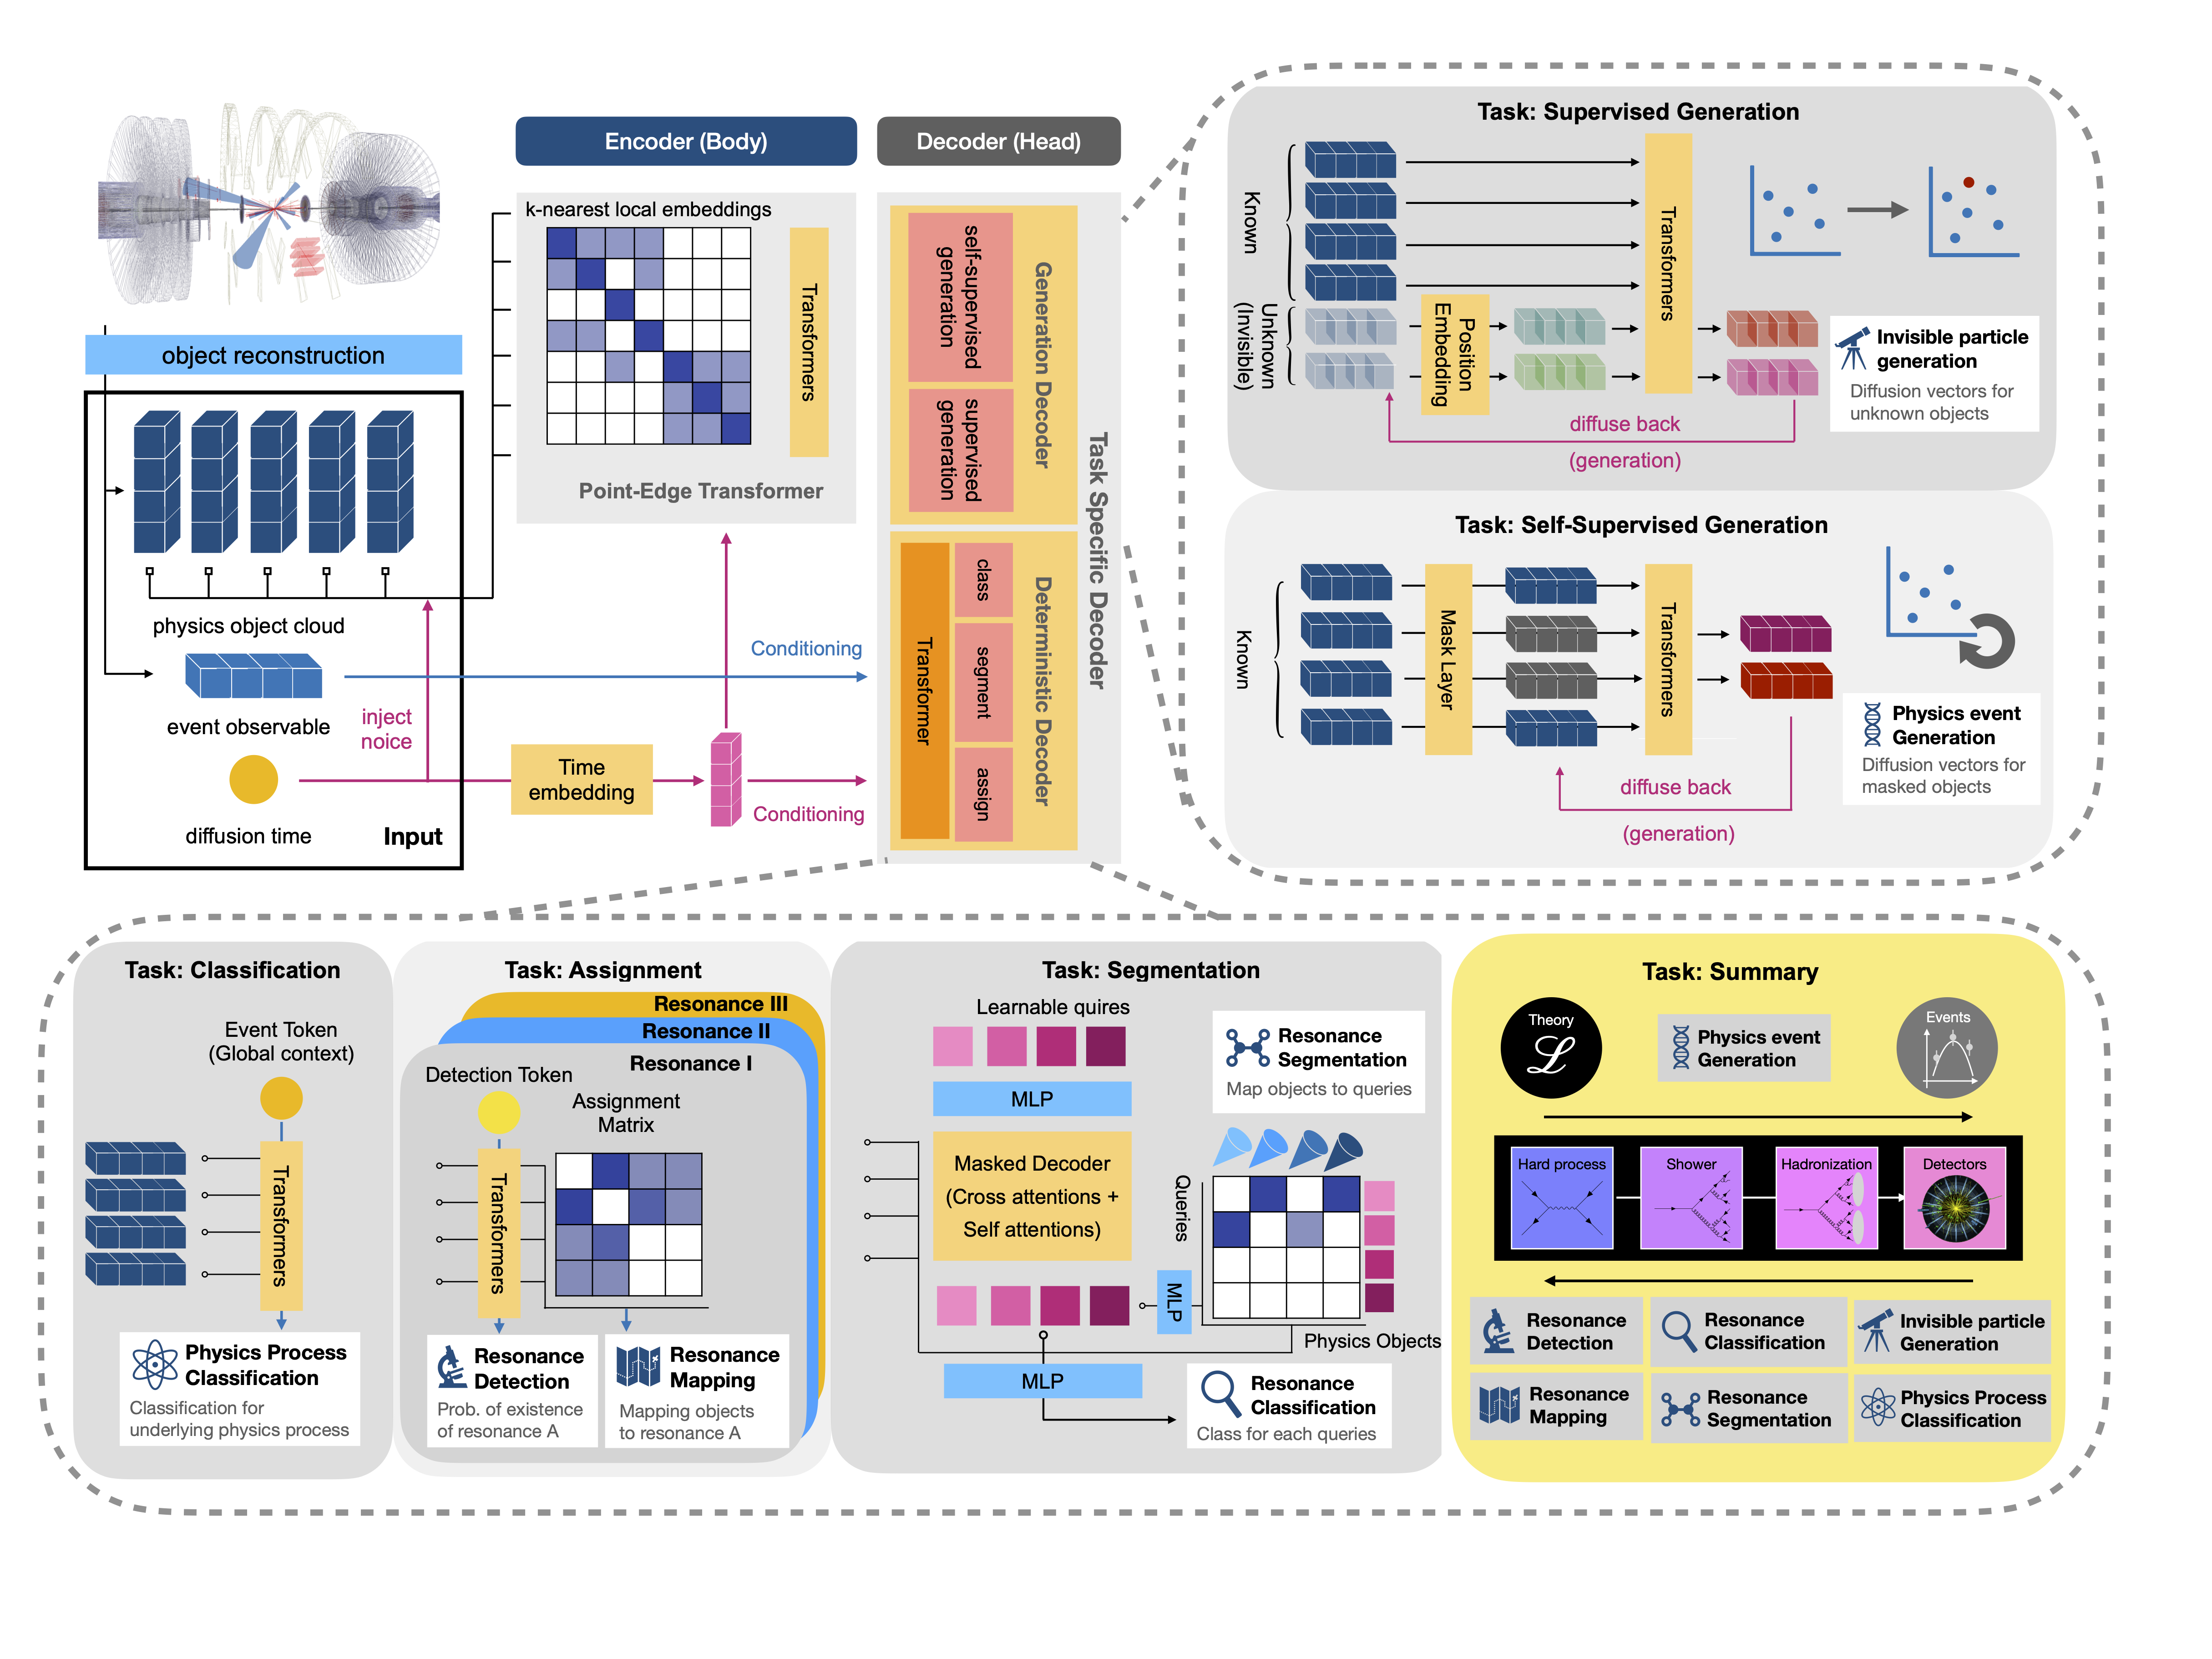 Encoder (Body)
Decoder (Head)
object reconstruction
physics object cloud
event observable
inject
noice
diffusion time
Input
k-nearest local embeddings
Transformers
Point-Edge Transformer
Conditioning
Time
embedding
Conditioning
self-supervised
generation
supervised
generation
Generation Decoder
Transformer
class
segment
assign
Deterministic Decoder
Task Specific Decoder
Task: Supervised Generation
Known
Unknown
(Invisible)
Position
Embedding
Transformers
diffuse back
(generation)
Invisible particle
generation
Diffusion vectors for
unknown objects
Task: Self-Supervised Generation
Known
Mask Layer
Transformers
diffuse back
(generation)
Physics event
Generation
Diffusion vectors for
masked objects
Task: Classification
Event Token
(Global context)
Transformers
Physics Process
Classification
Classification for
underlying physics process
Task: Assignment
Resonance III
Resonance II
Resonance I
Detection Token
Assignment
Matrix
Transformers
Resonance
Detection
Prob. of existence
of resonance A
Resonance
Mapping
Mapping objects
to resonance A
Task: Segmentation
Learnable quires
MLP
Masked Decoder
(Cross attentions +
Self attentions)
MLP
MLP
Resonance
Segmentation
Map objects to queries
Queries
Physics Objects
Resonance
Classification
Class for each queries
Task: Summary
Theory
ℒ
Physics event
Generation
Events
Hard process
Shower
Hadronization
Detectors
Resonance
Detection
Resonance
Classification
Invisible particle
Generation
Resonance
Mapping
Resonance
Segmentation
Physics Process
Classification